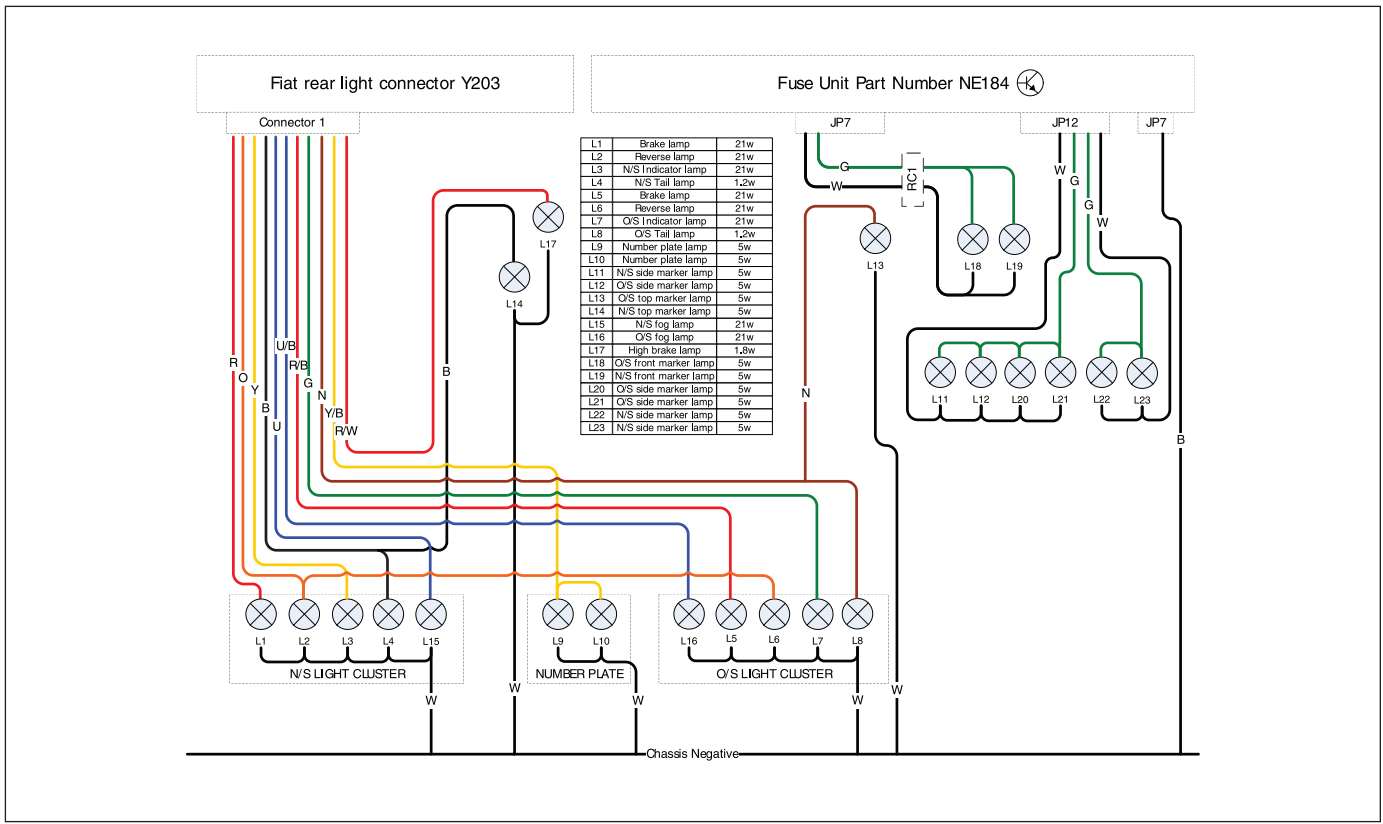 Fiat rear light connector Y203
Fuse Unit Part Number NE184
Connector 1
JP7
JP12
JP7
L1 Brake lamp 21w
L2 Reverse lamp 21w
L3 N/S Indicator lamp 21w
L4 N/S Tail lamp 1.2w
L5 Brake lamp 21w
L6 Reverse lamp 21w
L7 O/S Indicator lamp 21w
L8 O/S Tail lamp 1.2w
L9 Number plate lamp 5w
L10 Number plate lamp 5w
L11 N/S side marker lamp 5w
L12 O/S side marker lamp 5w
L13 O/S top marker lamp 5w
L14 N/S top marker lamp 5w
L15 N/S fog lamp 21w
L16 O/S fog lamp 21w
L17 High brake lamp 1.8w
L18 O/S front marker lamp 5w
L19 N/S front marker lamp 5w
L20 O/S side marker lamp 5w
L21 O/S side marker lamp 5w
L22 N/S side marker lamp 5w
L23 N/S side marker lamp 5w
G
W
RC1
W
G
G
W
L17
L14
L13
L18
L19
R
O
Y
B
U
U/B
R/B
G
N
Y/B
R/W
B
N
L11
L12
L20
L21
L22
L23
B
L1
L2
L3
L4
L15
N/S LIGHT CLUSTER
L9
L10
NUMBER PLATE
L16
L5
L6
L7
L8
O/S LIGHT CLUSTER
W
W
W
W
W
Chassis Negative